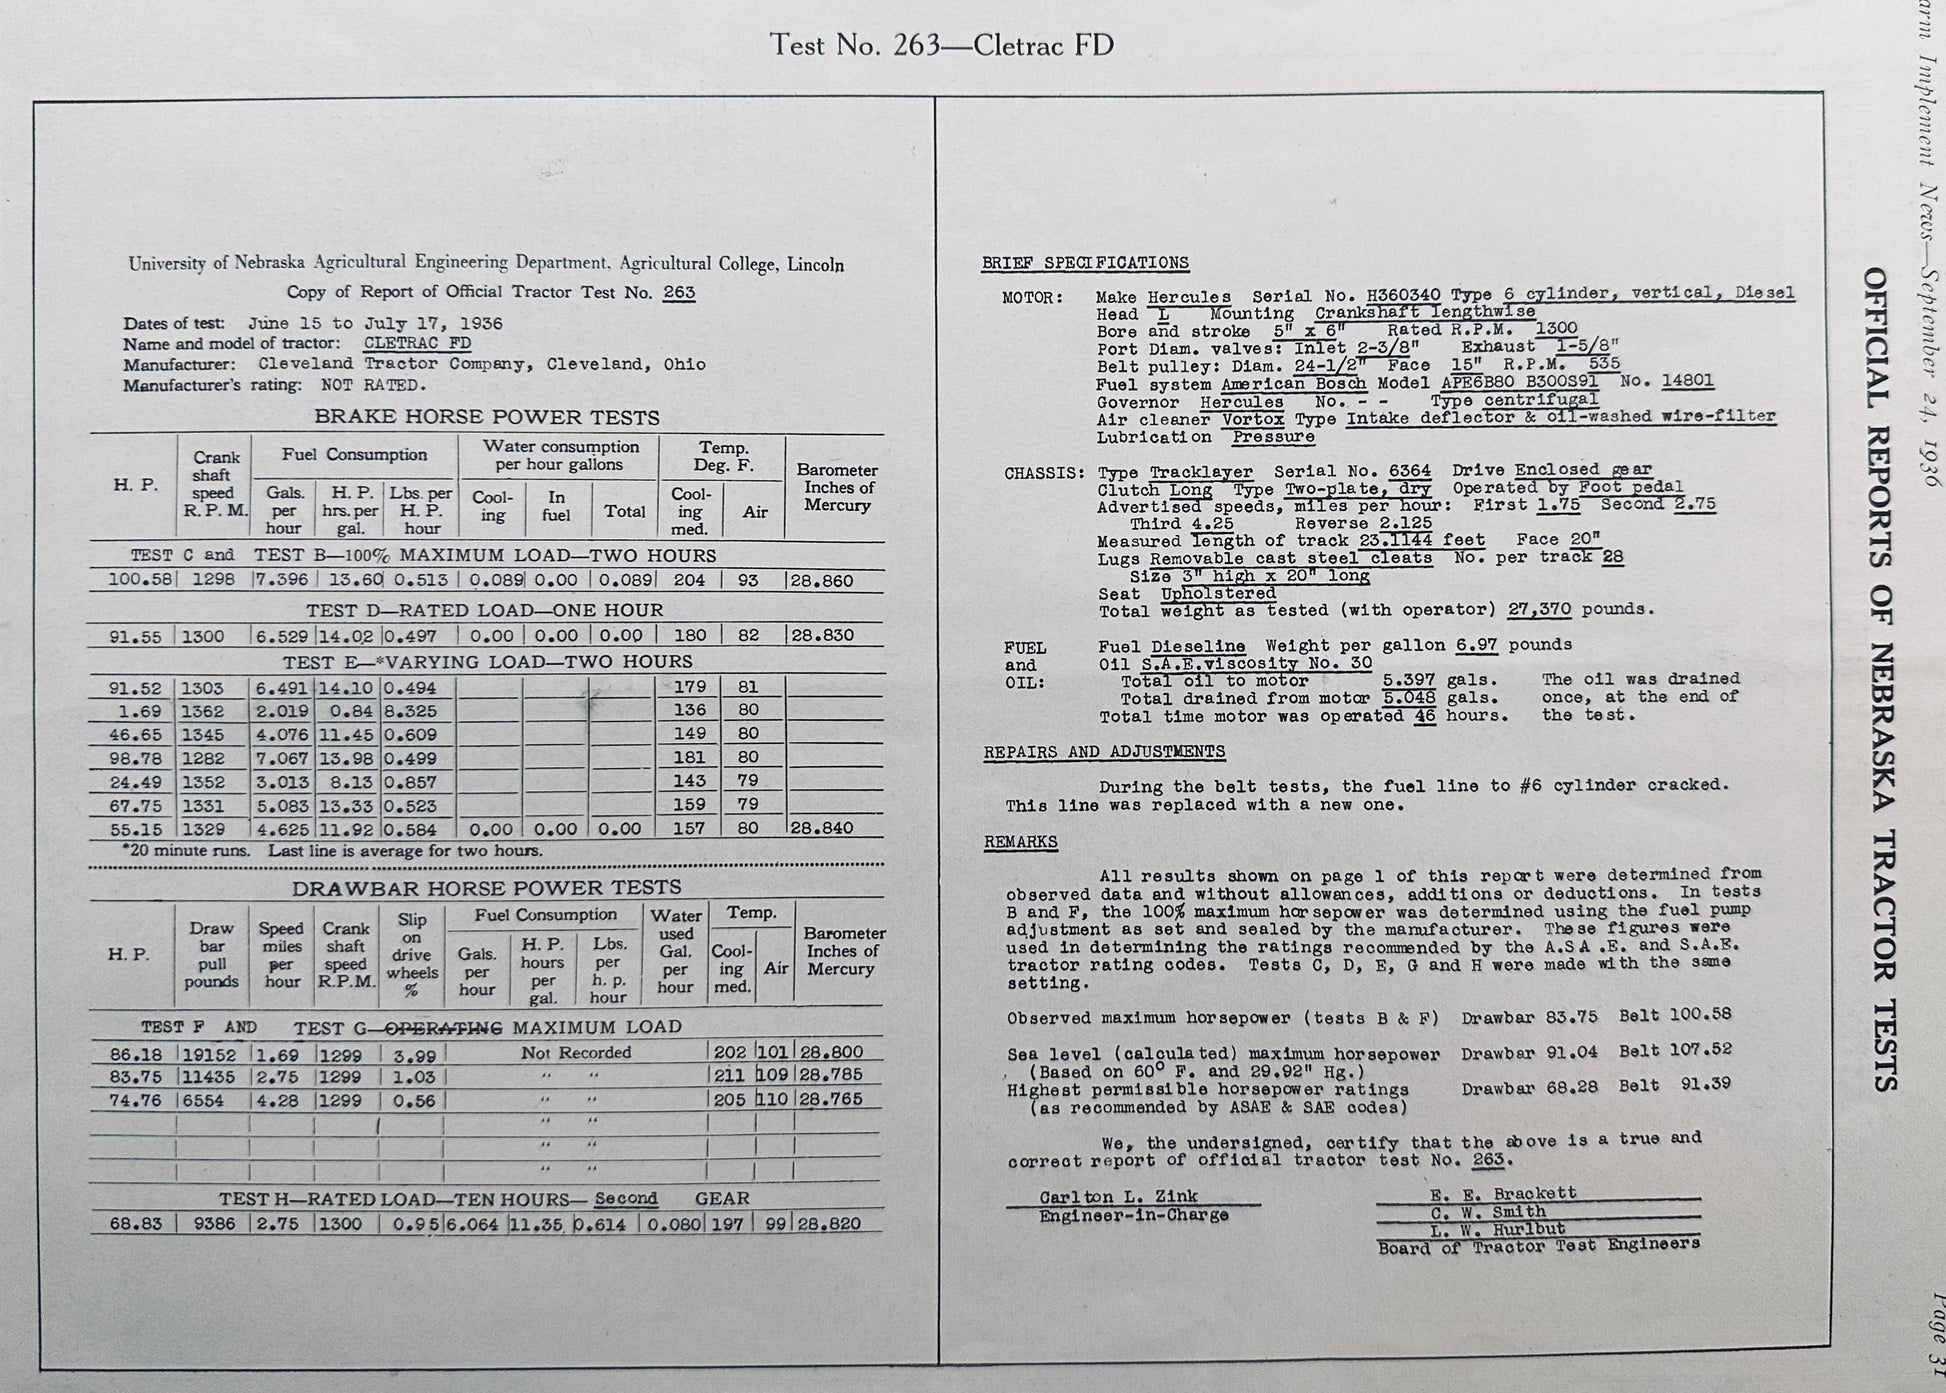 Test No. 263—Cletrac FD
University of Nebraska Agricultural Engineering Department. Agricultural College, Lincoln
Copy of Report of Official Tractor Test No. 263
Dates of test: June 15 to July 17, 1936
Name and model of tractor: CLETRAC FD
Manufacturer: Cleveland Tractor Company, Cleveland, Ohio
Manufacturer's rating: NOT RATED.
BRAKE HORSE POWER TESTS
H. P. | Crank shaft speed R. P. M. | Fuel Consumption | Water consumption per hour gallons | Temp. Deg. F. | Barometer Inches of Mercury
Gals. per hour | H. P. hrs. per gal. | Lbs. per H. P. hour | Cool- ing | In fuel | Total | Cool- ing med. | Air
TEST C and TEST B—100% MAXIMUM LOAD—TWO HOURS
100.58 | 1298 | 7.396 | 13.60 | 0.513 | 0.089 | 0.00 | 0.089 | 204 | 93 | 28.860
TEST D—RATED LOAD—ONE HOUR
91.55 | 1300 | 6.529 | 14.02 | 0.497 | 0.00 | 0.00 | 0.00 | 180 | 82 | 28.830
TEST E—*VARYING LOAD—TWO HOURS
91.52 | 1303 | 6.491 | 14.10 | 0.494 | 179 | 81
1.69 | 1362 | 2.019 | 0.84 | 8.325 | 136 | 80
46.65 | 1345 | 4.076 | 11.45 | 0.609 | 149 | 80
98.78 | 1282 | 7.067 | 13.98 | 0.499 | 181 | 80
24.49 | 1352 | 3.013 | 8.13 | 0.857 | 143 | 79
67.75 | 1331 | 5.083 | 13.33 | 0.523 | 159 | 79
55.15 | 1329 | 4.625 | 11.92 | 0.584 | 0.00 | 0.00 | 0.00 | 157 | 80 | 28.840
*20 minute runs. Last line is average for two hours.
DRAWBAR HORSE POWER TESTS
H. P. | Draw bar pull pounds | Speed miles per hour | Crank shaft speed R.P.M. | Slip on drive wheels % | Fuel Consumption | Water used Gal. per hour | Temp. | Barometer Inches of Mercury
Gals. per hour | H. P. hours per gal. | Lbs. per h. p. hour | Cool- ing med. | Air
TEST F AND TEST G—OPERATING MAXIMUM LOAD
86.18 | 19152 | 1.69 | 1299 | 3.99 | Not Recorded | 202 | 101 | 28.800
83.75 | 11435 | 2.75 | 1299 | 1.03 | " " | 211 | 109 | 28.785
74.76 | 6554 | 4.28 | 1299 | 0.56 | " " | 205 | 110 | 28.765
" "
" "
" "
TEST H—RATED LOAD—TEN HOURS— Second GEAR
68.83 | 9386 | 2.75 | 1300 | 0.95 | 6.064 | 11.35 | 0.614 | 0.080 | 197 | 99 | 28.820
BRIEF SPECIFICATIONS
MOTOR: Make Hercules Serial No. H360340 Type 6 cylinder, vertical, Diesel
Head L Mounting Crankshaft lengthwise
Bore and stroke 5" x 6" Rated R.P.M. 1300
Port Diam. valves: Inlet 2-3/8" Exhaust 1-5/8"
Belt pulley: Diam. 24-1/2" Face 15" R.P.M. 535
Fuel system American Bosch Model APE6B80 B300S91 No. 14801
Governor Hercules No. - - Type centrifugal
Air cleaner Vortox Type Intake deflector & oil-washed wire-filter
Lubrication Pressure
CHASSIS: Type Tracklayer Serial No. 6364 Drive Enclosed gear
Clutch Long Type Two-plate, dry Operated by Foot pedal
Advertised speeds, miles per hour: First 1.75 Second 2.75
Third 4.25 Reverse 2.125
Measured length of track 23.1144 feet Face 20"
Lugs Removable cast steel cleats No. per track 28
Size 3" high x 20" long
Seat Upholstered
Total weight as tested (with operator) 27,370 pounds.
FUEL Fuel Dieseline Weight per gallon 6.97 pounds
and Oil S.A.E.viscosity No. 30
OIL: Total oil to motor 5.397 gals. The oil was drained
Total drained from motor 5.048 gals. once, at the end of
Total time motor was operated 46 hours. the test.
REPAIRS AND ADJUSTMENTS
During the belt tests, the fuel line to #6 cylinder cracked.
This line was replaced with a new one.
REMARKS
All results shown on page 1 of this report were determined from
observed data and without allowances, additions or deductions. In tests
B and F, the 100% maximum horsepower was determined using the fuel pump
adjustment as set and sealed by the manufacturer. These figures were
used in determining the ratings recommended by the A.S.A.E. and S.A.E.
tractor rating codes. Tests C, D, E, G and H were made with the same
setting.
Observed maximum horsepower (tests B & F) Drawbar 83.75 Belt 100.58
Sea level (calculated) maximum horsepower Drawbar 91.04 Belt 107.52
(Based on 60° F. and 29.92" Hg.)
Highest permissible horsepower ratings Drawbar 68.28 Belt 91.39
(as recommended by ASAE & SAE codes)
We, the undersigned, certify that the above is a true and
correct report of official tractor test No. 263.
Carlton L. Zink
Engineer-in-Charge
E. E. Brackett
C. W. Smith
L. W. Hurlbut
Board of Tractor Test Engineers
OFFICIAL REPORTS OF NEBRASKA TRACTOR TESTS
arm Implement News—September 24, 1936
Page 31